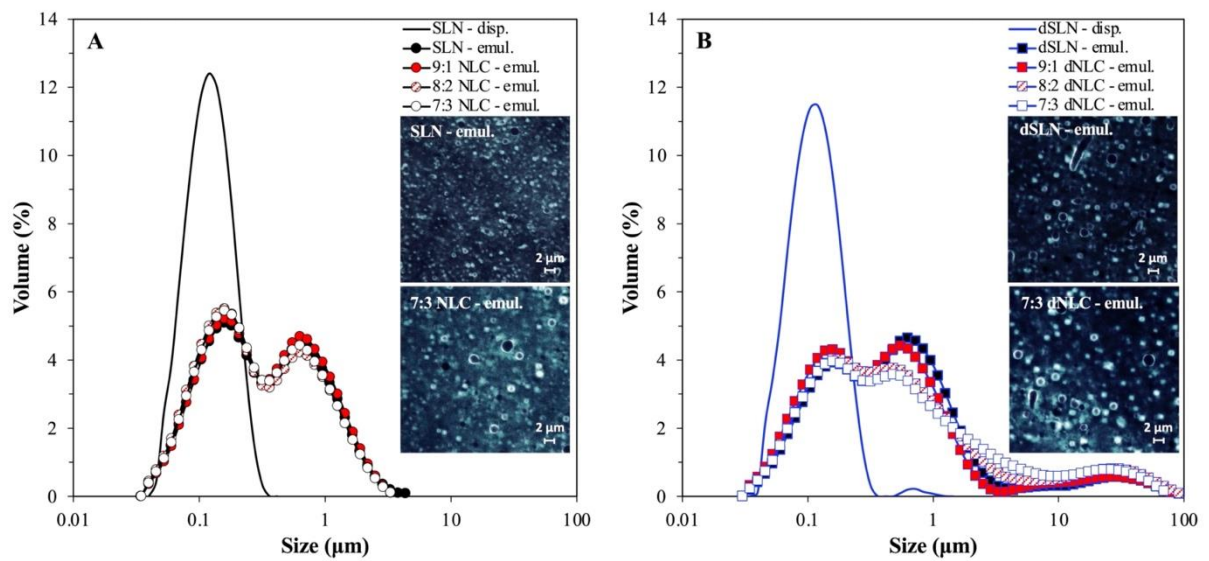 A
SLN - disp.
SLN - emul.
9:1 NLC - emul.
8:2 NLC - emul.
7:3 NLC - emul.
SLN - emul.
2 μm
7:3 NLC - emul.
2 μm
Volume (%)
14
12
10
8
6
4
2
0
0.01
0.1
1
10
100
Size (μm)
B
dSLN - disp.
dSLN - emul.
9:1 dNLC - emul.
8:2 dNLC - emul.
7:3 dNLC - emul.
dSLN - emul.
2 μm
7:3 dNLC - emul.
2 μm
Volume (%)
14
12
10
8
6
4
2
0
0.01
0.1
1
10
100
Size (μm)